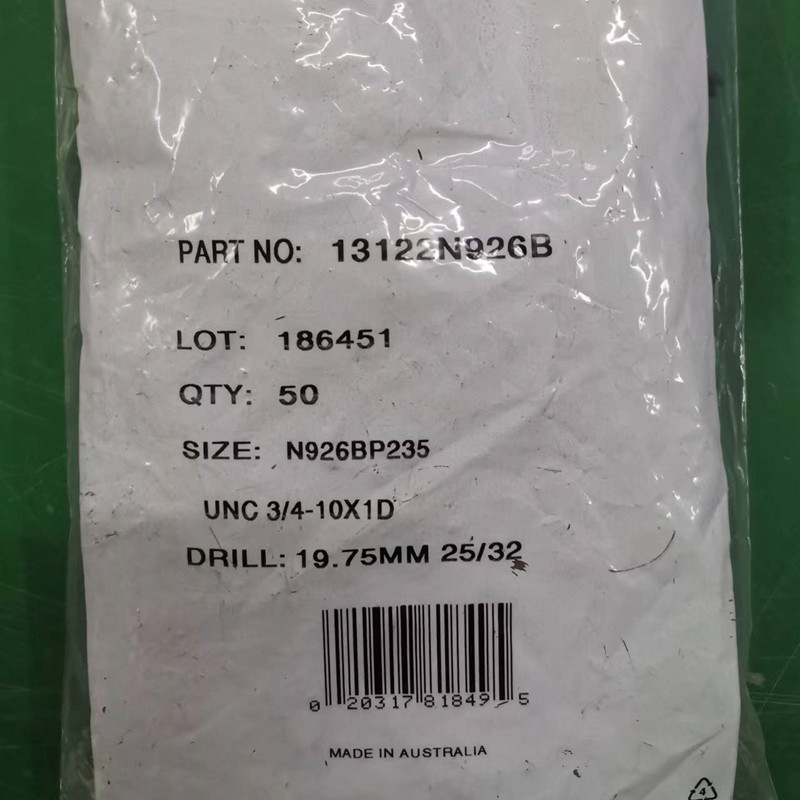 PART NO: 13122N926B
LOT: 186451
QTY: 50
SIZE: N926BP235
UNC 3/4-10X1D
DRILL: 19.75MM 25/32
0 20317 81849 5
MADE IN AUSTRALIA
4